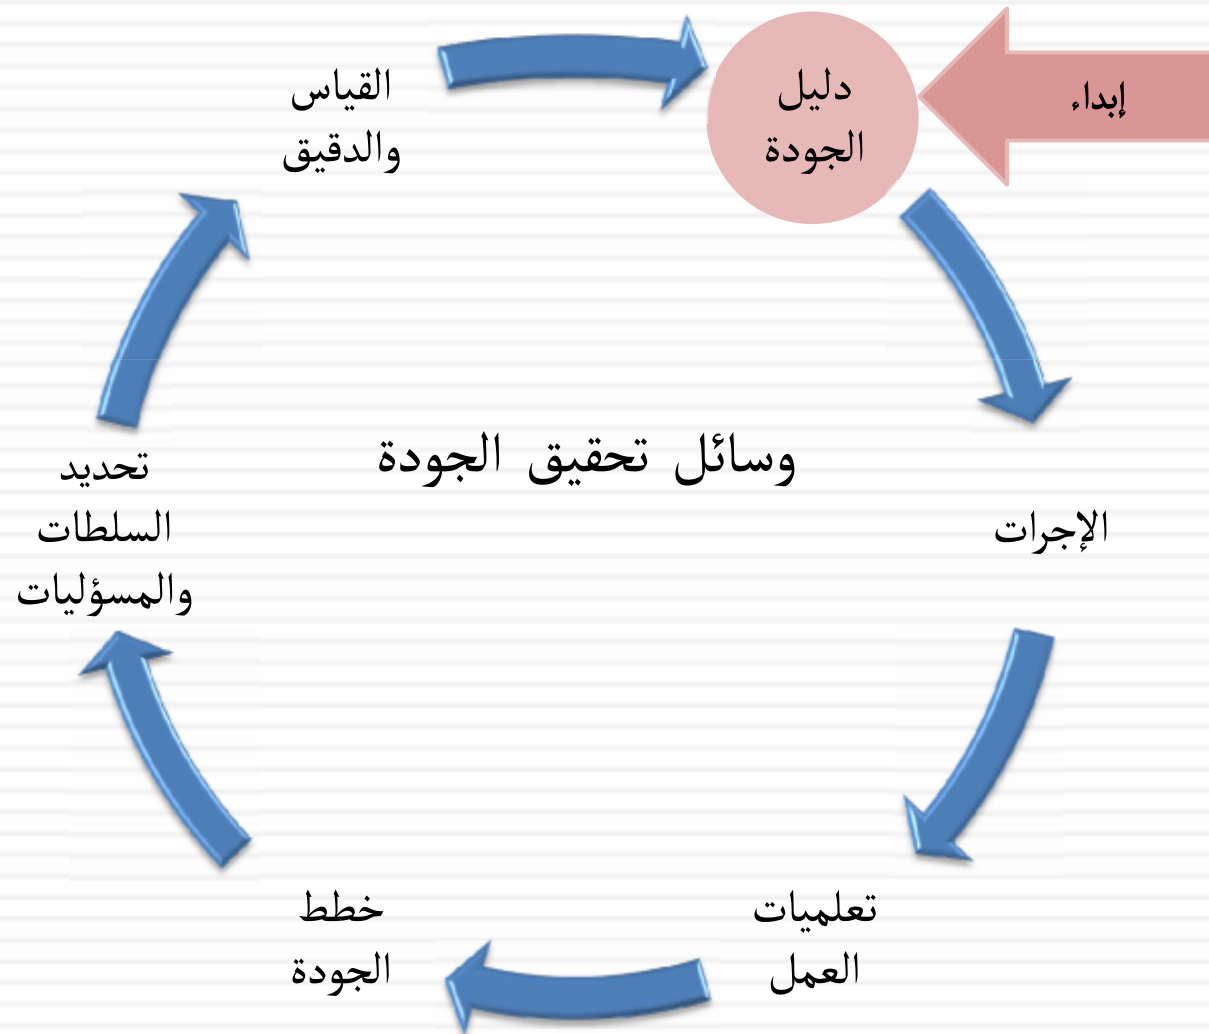 إبداء
دليل
الجودة
القياس
والدقيق
وسائل تحقيق الجودة
الإجرات
تحديد
السلطات
والمسؤليات
تعلميات
العمل
خطط
الجودة